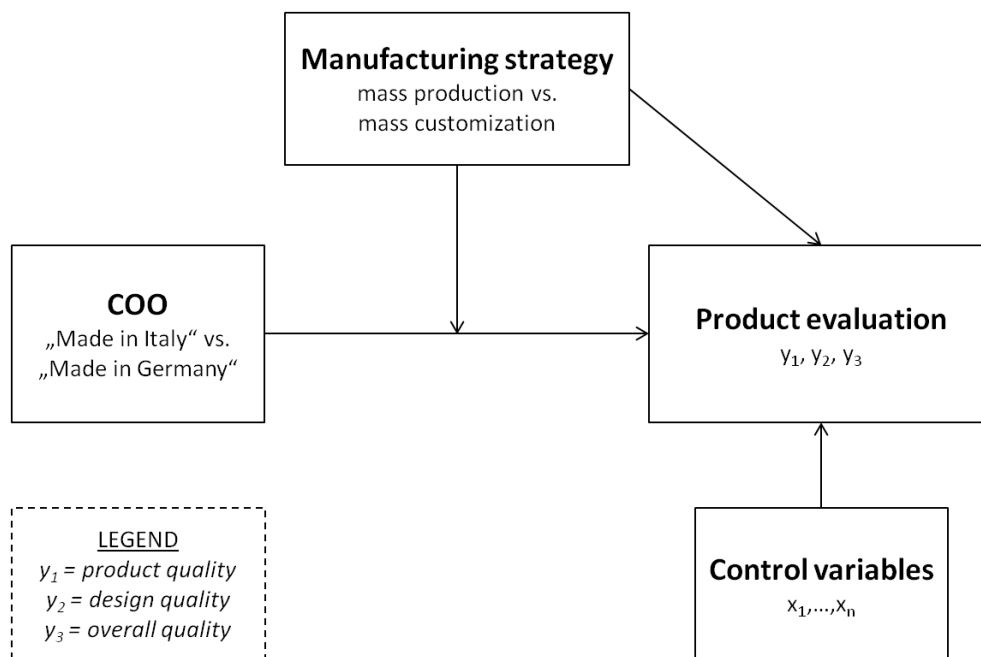 Manufacturing strategy
mass production vs.
mass customization
COO
„Made in Italy“ vs.
„Made in Germany“
Product evaluation
y₁, y₂, y₃
LEGEND
y₁ = product quality
y₂ = design quality
y₃ = overall quality
Control variables
x₁,...,xₙ